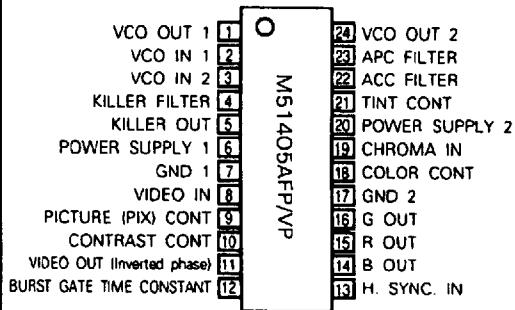 VCO OUT 1 1
VCO IN 1 2
VCO IN 2 3
KILLER FILTER 4
KILLER OUT 5
POWER SUPPLY 1 6
GND 1 7
VIDEO IN 8
PICTURE (PIX) CONT 9
CONTRAST CONT 10
VIDEO OUT (Inverted phase) 11
BURST GATE TIME CONSTANT 12
M51405AFP/VP
24 VCO OUT 2
23 APC FILTER
22 ACC FILTER
21 TINT CONT
20 POWER SUPPLY 2
19 CHROMA IN
18 COLOR CONT
17 GND 2
16 G OUT
15 R OUT
14 B OUT
13 H. SYNC. IN